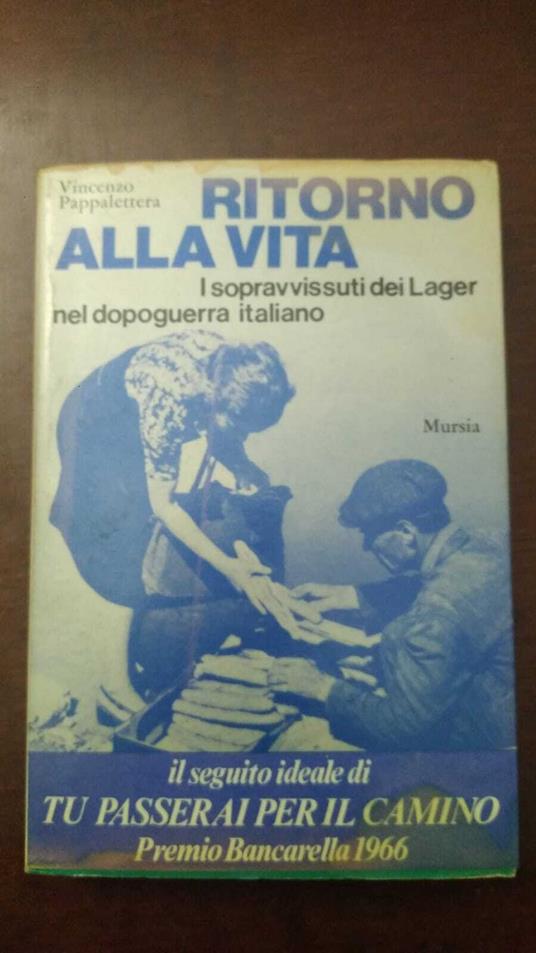 Vincenzo
Pappalettera
RITORNO
ALLA VITA
I sopravvissuti dei Lager
nel dopoguerra italiano
Mursia
il seguito ideale di
TU PASSERAI PER IL CAMINO
Premio Bancarella 1966